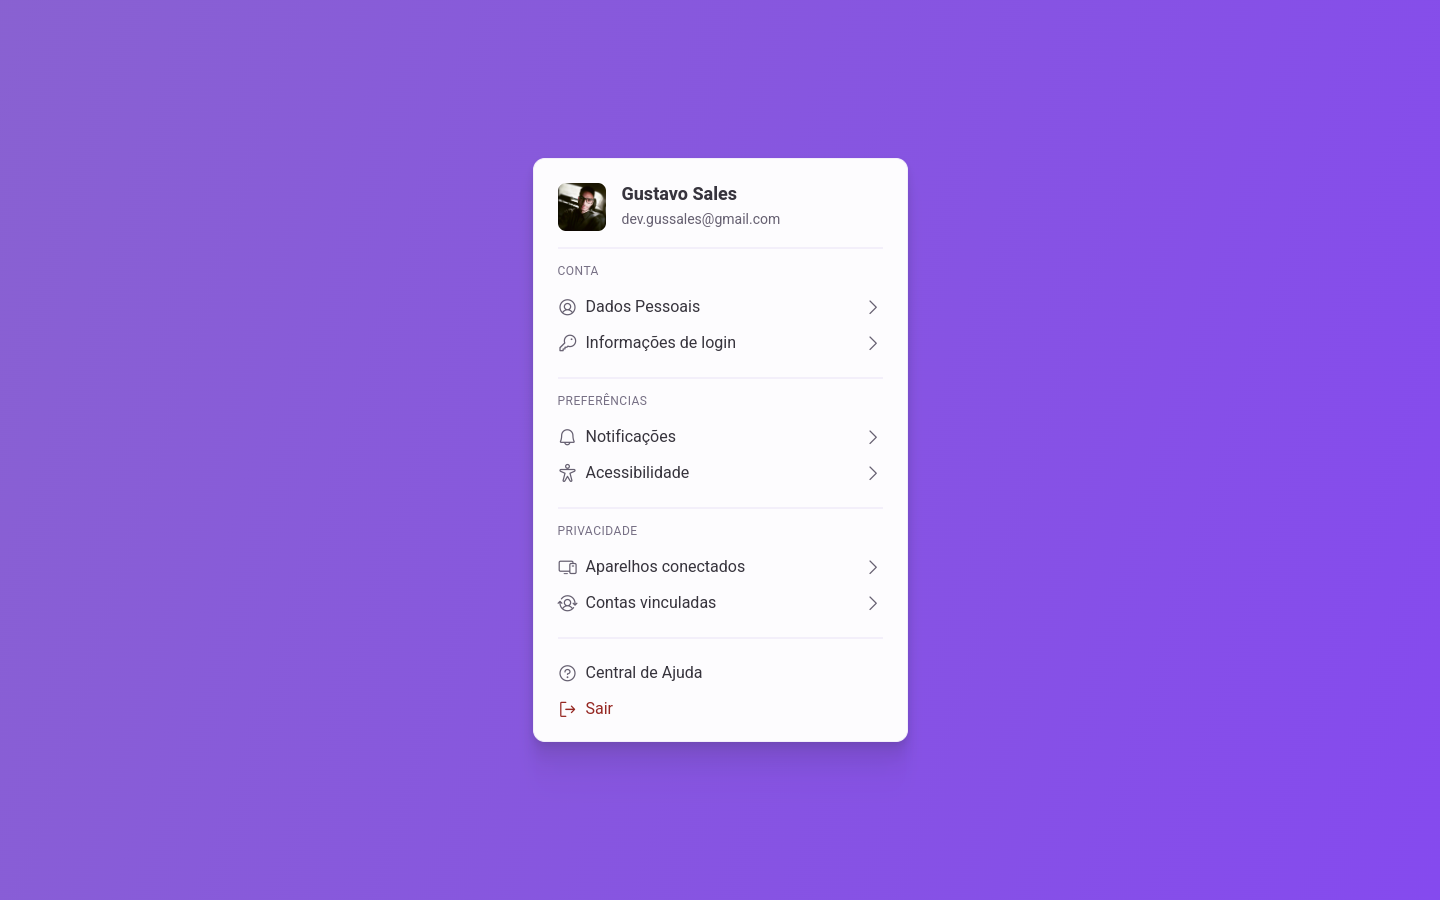 Gustavo Sales
dev.gussales@gmail.com
CONTA
Dados Pessoais
Informações de login
PREFERÊNCIAS
Notificações
Acessibilidade
PRIVACIDADE
Aparelhos conectados
Contas vinculadas
Central de Ajuda
Sair